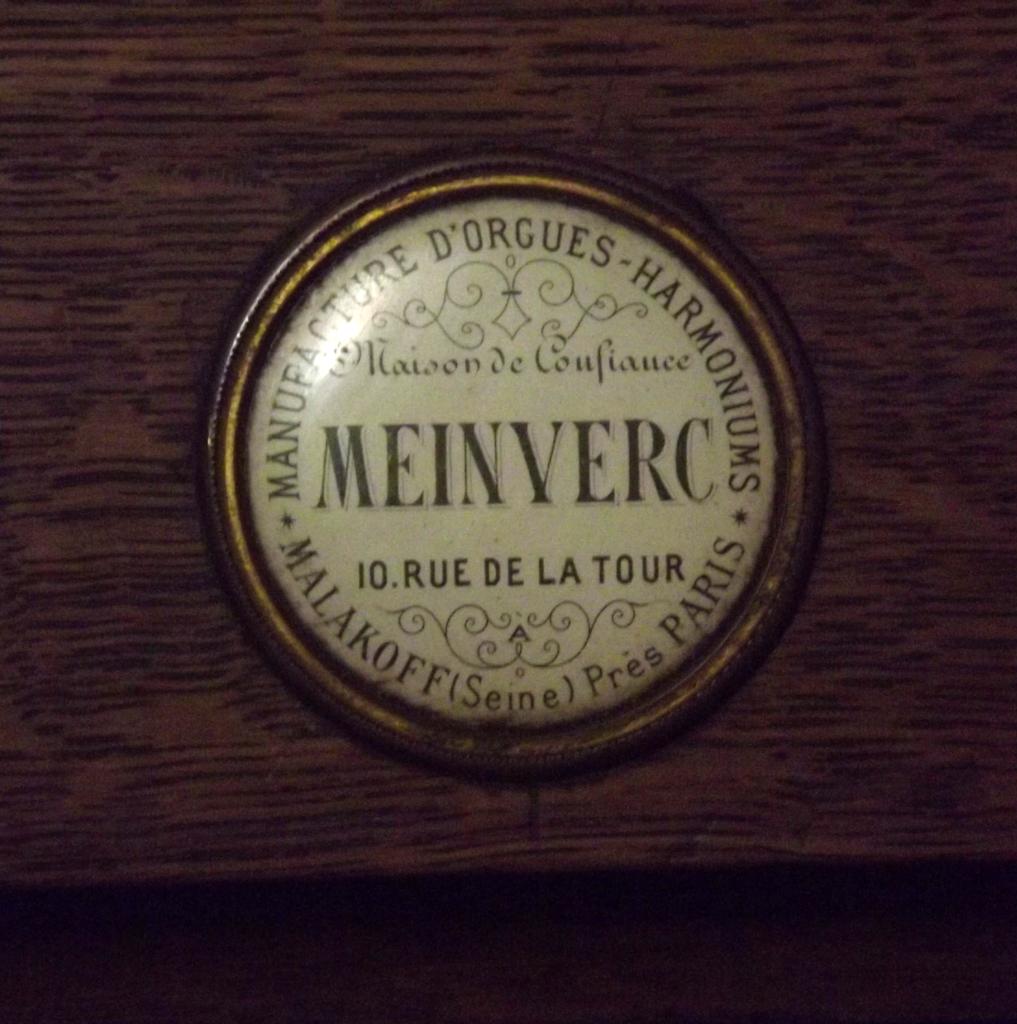 MANUFACTURE D'ORGUES-HARMONIUMS
Maison de Confiance
MEINVERC
10. RUE DE LA TOUR
À
* MALAKOFF (Seine) Près PARIS *